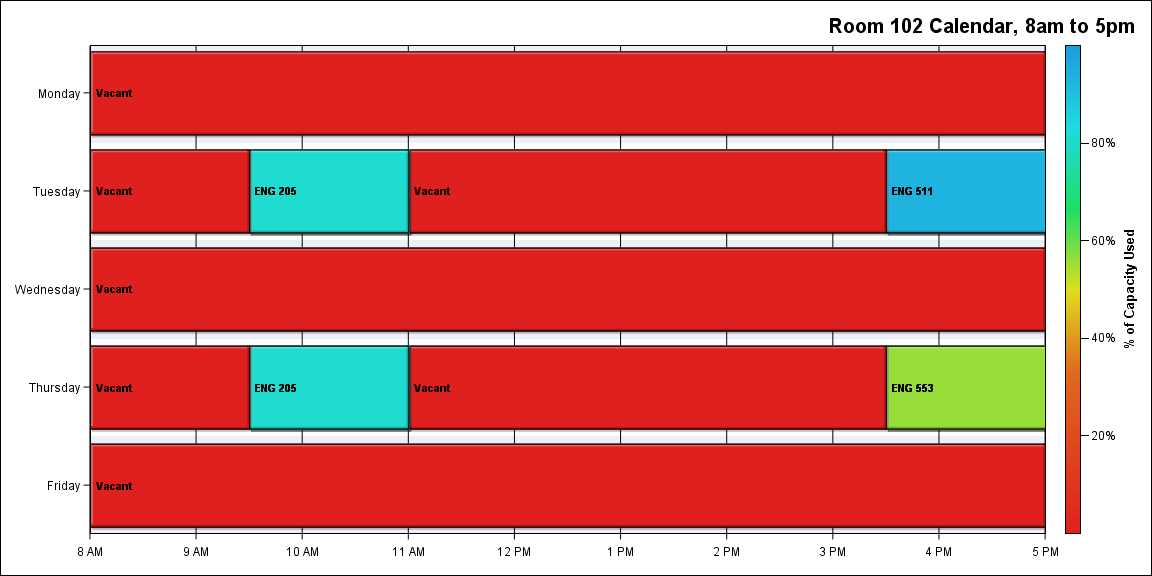 Room 102 Calendar, 8am to 5pm
Monday
Vacant
Tuesday
Vacant
ENG 205
Vacant
ENG 511
Wednesday
Vacant
Thursday
Vacant
ENG 205
Vacant
ENG 553
Friday
Vacant
8 AM
9 AM
10 AM
11 AM
12 PM
1 PM
2 PM
3 PM
4 PM
5 PM
80%
60%
40%
20%
% of Capacity Used